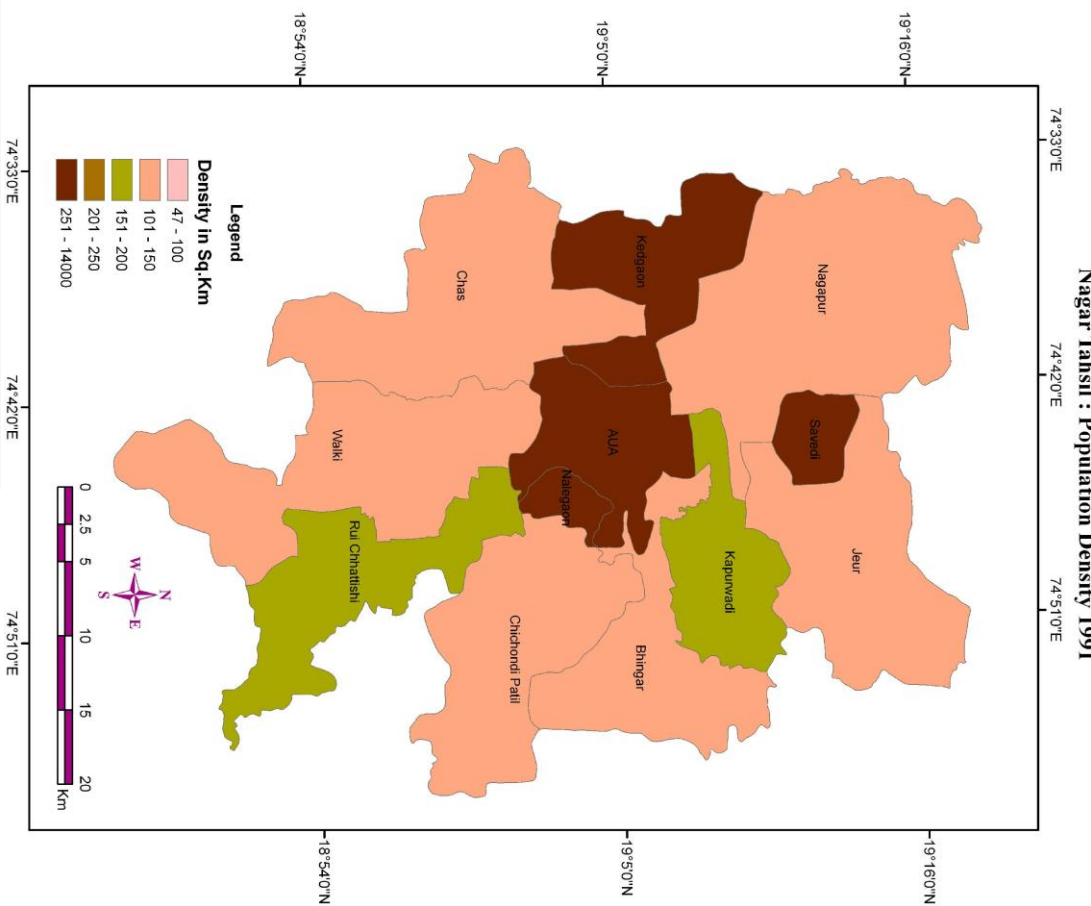 Nagar Tahsil : Population Density 1991
74°33'0"E 74°42'0"E 74°51'0"E
19°16'0"N
19°16'0"N
Jeur
Nagapur
Savedi
Kapurwadi
Kedgaon
Bhingar
AUA
19°5'0"N
19°5'0"N
Nalegaon
Chichondi Patil
Chas
Rui Chhattishi
Walki
18°54'0"N
18°54'0"N
Legend
Density in Sq.Km
47 - 100
101 - 150
151 - 200
201 - 250
251 - 14000
N
W E
S
0 2.5 5 10 15 20
Km
74°33'0"E 74°42'0"E 74°51'0"E